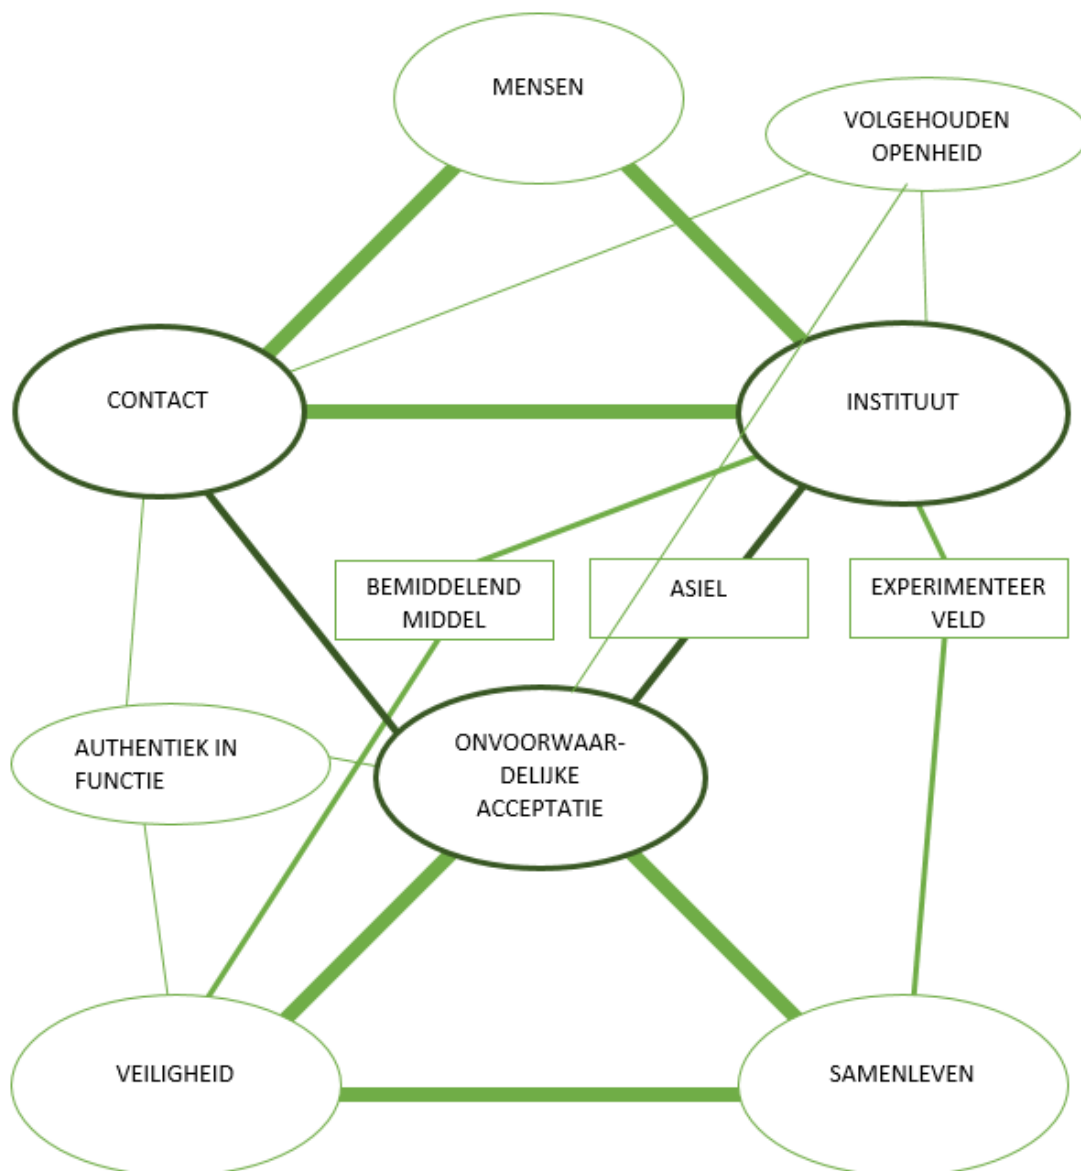 MENSEN
VOLGEHOUDEN
OPENHEID
CONTACT
INSTITUUT
BEMIDDELEND
MIDDEL
ASIEL
EXPERIMENTEER
VELD
AUTHENTIEK IN
FUNCTIE
ONVOORWAAR-
DELIJKE
ACCEPTATIE
VEILIGHEID
SAMENLEVEN